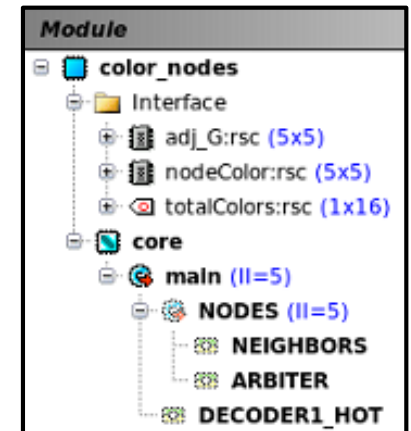 Module
color_nodes
Interface
adj_G:rsc (5x5)
nodeColor:rsc (5x5)
totalColors:rsc (1x16)
core
main (II=5)
NODES (II=5)
NEIGHBORS
ARBITER
DECODER1_HOT